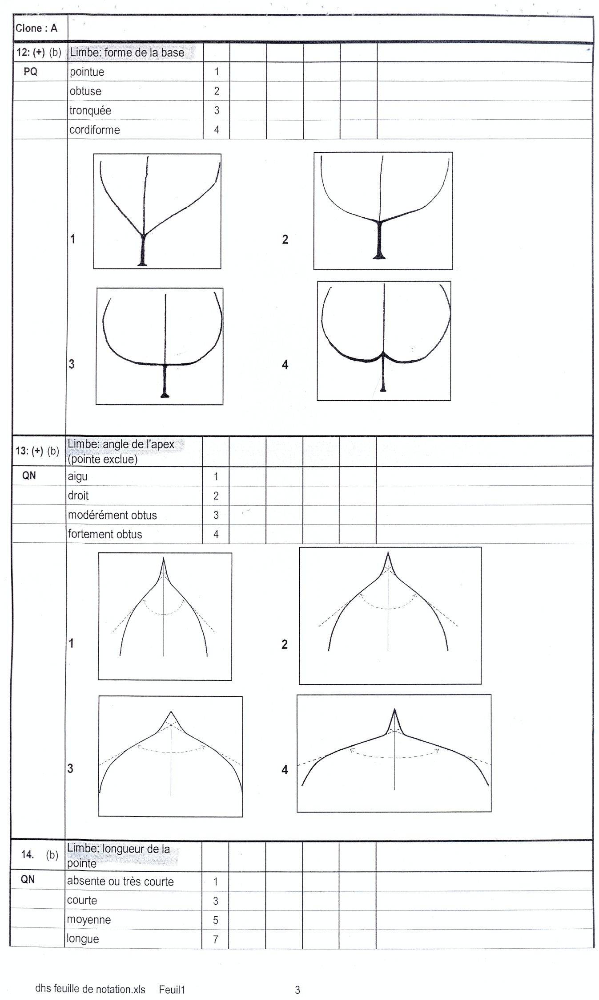 Clone : A
12: (+) (b) Limbe: forme de la base
PQ pointue 1
obtuse 2
tronquée 3
cordiforme 4
1 2
3 4
13: (+) (b) Limbe: angle de l'apex
(pointe exclue)
QN aigu 1
droit 2
modérément obtus 3
fortement obtus 4
1 2
3 4
14. (b) Limbe: longueur de la
pointe
QN absente ou très courte 1
courte 3
moyenne 5
longue 7
dhs feuille de notation.xls Feuil1 3